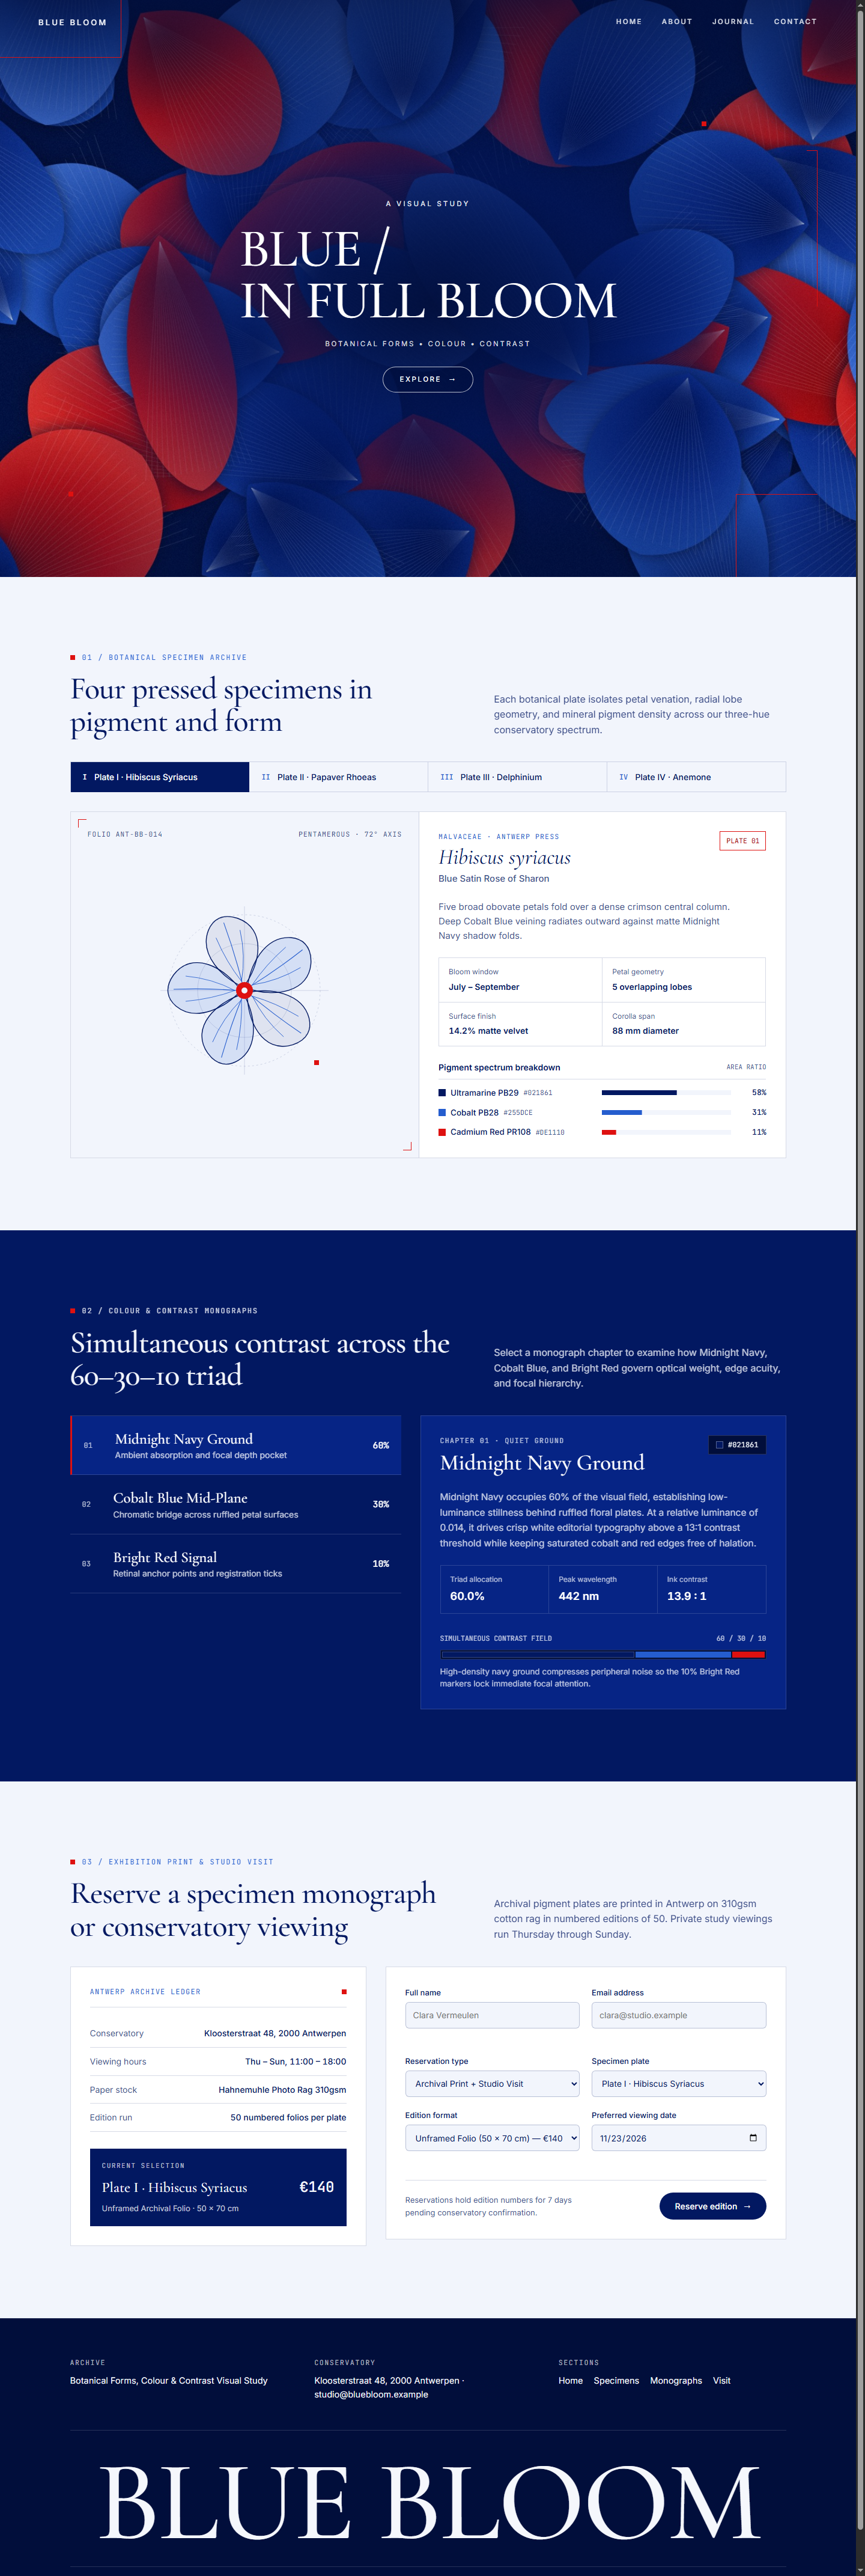 BLUE BLOOM
HOME ABOUT JOURNAL CONTACT
A VISUAL STUDY
BLUE /
IN FULL BLOOM
BOTANICAL FORMS • COLOUR • CONTRAST
EXPLORE →
01 / BOTANICAL SPECIMEN ARCHIVE
Four pressed specimens in
pigment and form
Each botanical plate isolates petal venation, radial lobe
geometry, and mineral pigment density across our three-hue
conservatory spectrum.
I Plate I · Hibiscus Syriacus
II Plate II · Papaver Rhoeas
III Plate III · Delphinium
IV Plate IV · Anemone
FOLIO ANT-BB-014
PENTAMEROUS · 72° AXIS
MALVACEAE · ANTWERP PRESS
PLATE 01
Hibiscus syriacus
Blue Satin Rose of Sharon
Five broad obovate petals fold over a dense crimson central column.
Deep Cobalt Blue veining radiates outward against matte Midnight
Navy shadow folds.
Bloom window
July – September
Petal geometry
5 overlapping lobes
Surface finish
14.2% matte velvet
Corolla span
88 mm diameter
Pigment spectrum breakdown
AREA RATIO
Ultramarine PB29 #021861 58%
Cobalt PB28 #255DCE 31%
Cadmium Red PR108 #DE1110 11%
02 / COLOUR & CONTRAST MONOGRAPHS
Simultaneous contrast across the
60–30–10 triad
Select a monograph chapter to examine how Midnight Navy,
Cobalt Blue, and Bright Red govern optical weight, edge acuity,
and focal hierarchy.
01 Midnight Navy Ground 60%
Ambient absorption and focal depth pocket
02 Cobalt Blue Mid-Plane 30%
Chromatic bridge across ruffled petal surfaces
03 Bright Red Signal 10%
Retinal anchor points and registration ticks
CHAPTER 01 · QUIET GROUND
#021861
Midnight Navy Ground
Midnight Navy occupies 60% of the visual field, establishing low-
luminance stillness behind ruffled floral plates. At a relative luminance of
0.014, it drives crisp white editorial typography above a 13:1 contrast
threshold while keeping saturated cobalt and red edges free of halation.
Triad allocation
60.0%
Peak wavelength
442 nm
Ink contrast
13.9 : 1
SIMULTANEOUS CONTRAST FIELD
60 / 30 / 10
High-density navy ground compresses peripheral noise so the 10% Bright Red
markers lock immediate focal attention.
03 / EXHIBITION PRINT & STUDIO VISIT
Reserve a specimen monograph
or conservatory viewing
Archival pigment plates are printed in Antwerp on 310gsm
cotton rag in numbered editions of 50. Private study viewings
run Thursday through Sunday.
ANTWERP ARCHIVE LEDGER
Conservatory Kloosterstraat 48, 2000 Antwerpen
Viewing hours Thu – Sun, 11:00 – 18:00
Paper stock Hahnemuhle Photo Rag 310gsm
Edition run 50 numbered folios per plate
CURRENT SELECTION
Plate I · Hibiscus Syriacus €140
Unframed Archival Folio · 50 × 70 cm
Full name
Clara Vermeulen
Email address
clara@studio.example
Reservation type
Archival Print + Studio Visit
Specimen plate
Plate I · Hibiscus Syriacus
Edition format
Unframed Folio (50 × 70 cm) — €140
Preferred viewing date
11/23/2026
Reservations hold edition numbers for 7 days
pending conservatory confirmation.
Reserve edition →
ARCHIVE
Botanical Forms, Colour & Contrast Visual Study
CONSERVATORY
Kloosterstraat 48, 2000 Antwerpen ·
studio@bluebloom.example
SECTIONS
Home Specimens Monographs Visit
BLUE BLOOM